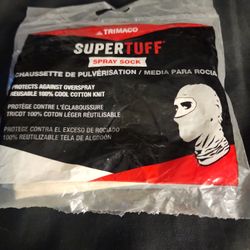 TRIMACO
SUPERTUFF
SPRAY SOCK
CHAUSSETTE DE PULVÉRISATION / MEDIA PARA ROCIA
PROTECTS AGAINST OVERSPRAY
REUSABLE 100% COOL COTTON KNIT
PROTÈGE CONTRE L'ÉCLABOUSSURE
TRICOT 100% COTON LÉGER RÉUTILISABLE
PROTEGE CONTRA EL EXCESO DE ROCIADO
100% REUTILIZABLE TELA DE ALGODÓN